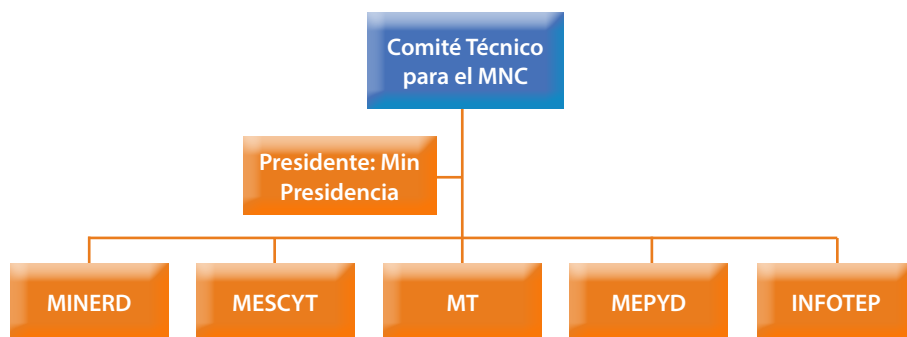 Comité Técnico
para el MNC
Presidente: Min
Presidencia
MINERD
MESCYT
MT
MEPYD
INFOTEP